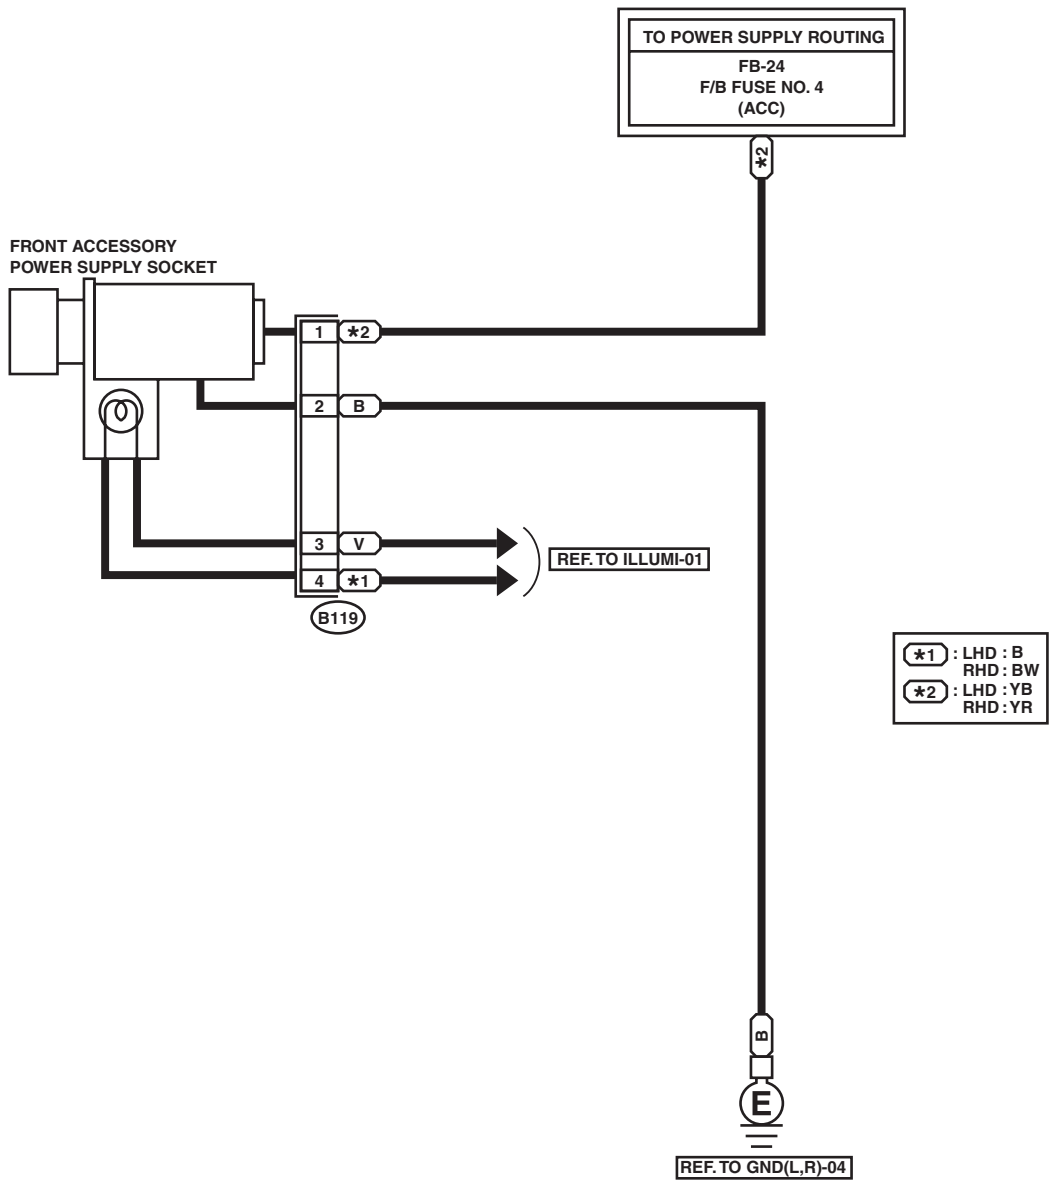 TO POWER SUPPLY ROUTING
FB-24
F/B FUSE NO. 4
(ACC)
*2
FRONT ACCESSORY
POWER SUPPLY SOCKET
1 *2
2 B
3 V
4 *1
REF. TO ILLUMI-01
B119
*1 : LHD : B
RHD : BW
*2 : LHD : YB
RHD : YR
B
E
REF. TO GND(L,R)-04